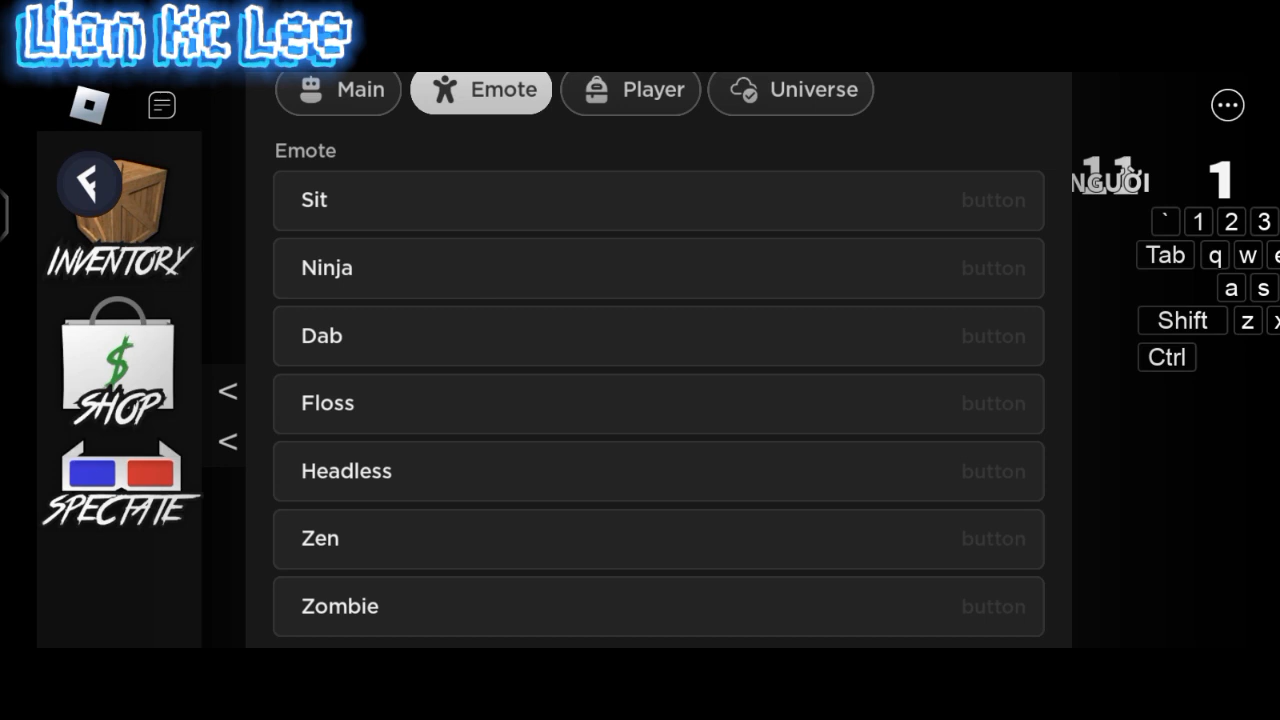 Lion Kc Lee
Main
Emote
Player
Universe
Emote
INVENTORY
SHOP
SPECTATE
<
<
Sit button
Ninja button
Dab button
Floss button
Headless button
Zen button
Zombie button
11
NGƯỜI
1
` 1 2 3
Tab q w e
a s
Shift z x
Ctrl